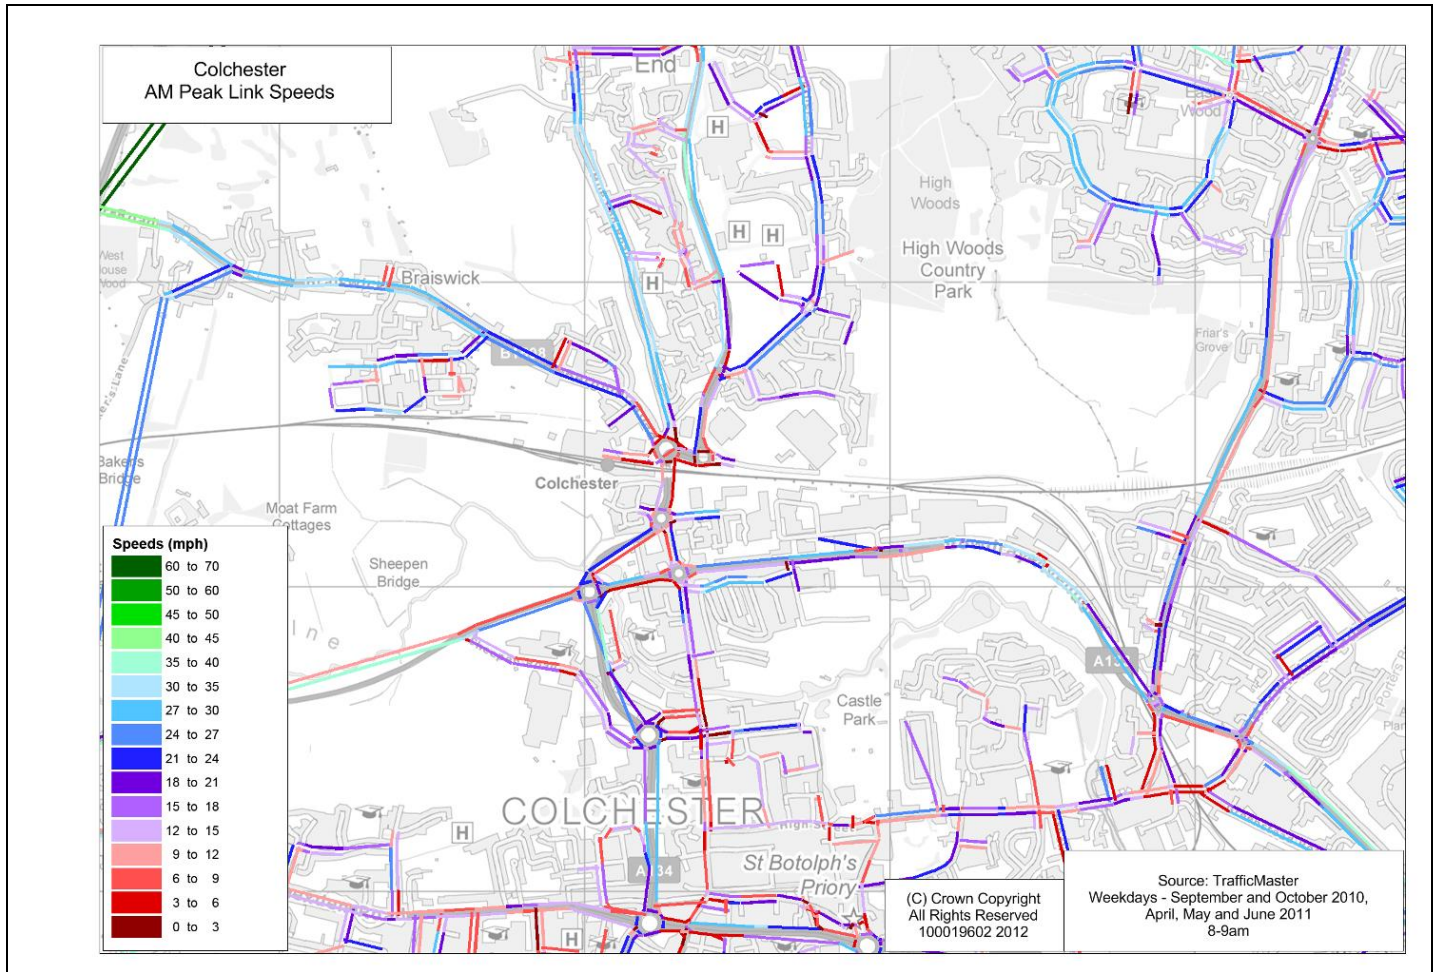 Colchester
AM Peak Link Speeds
End
H
H
H
High
Woods
High Woods
Country
Park
Wood
West
House
Wood
Braiswick
H
Friar's
Grove
Baker's
Bridge
Colchester
Moat Farm
Cottages
Sheepen
Bridge
Speeds (mph)
60 to 70
50 to 60
45 to 50
40 to 45
35 to 40
30 to 35
27 to 30
24 to 27
21 to 24
18 to 21
15 to 18
12 to 15
9 to 12
6 to 9
3 to 6
0 to 3
Castle
Park
COLCHESTER
High Street
H
St Botolph's
Priory
H
(C) Crown Copyright
All Rights Reserved
100019602 2012
Source: TrafficMaster
Weekdays - September and October 2010,
April, May and June 2011
8-9am